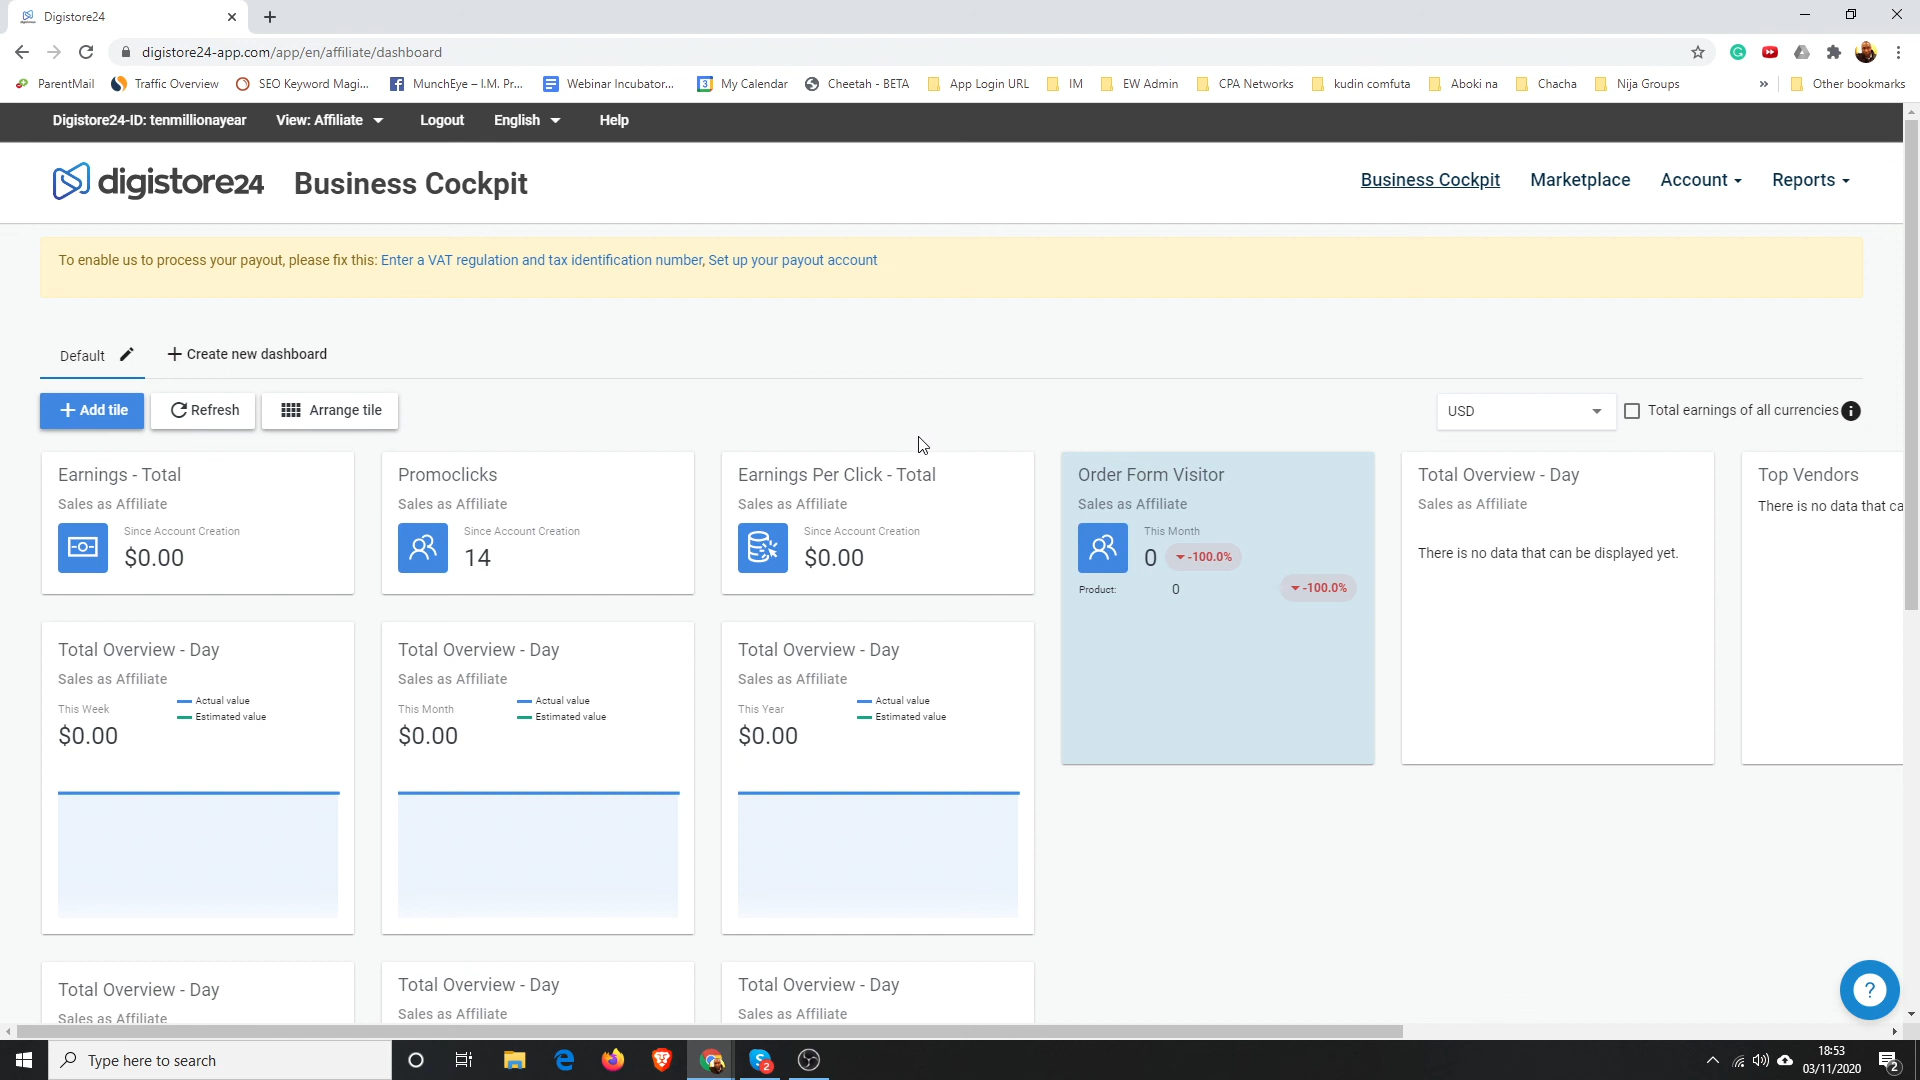 Digistore24
digistore24-app.com/app/en/affiliate/dashboard
ParentMail Traffic Overview SEO Keyword Magi... MunchEye – I.M. Pr... Webinar Incubator... My Calendar Cheetah - BETA App Login URL IM EW Admin CPA Networks kudin comfuta Aboki na Chacha Nija Groups » Other bookmarks
Digistore24-ID: tenmillionayear View: Affiliate Logout English Help
digistore24 Business Cockpit Business Cockpit Marketplace Account Reports
To enable us to process your payout, please fix this: Enter a VAT regulation and tax identification number, Set up your payout account
Default + Create new dashboard
+ Add tile Refresh Arrange tile USD Total earnings of all currencies i
Earnings - Total
Sales as Affiliate
Since Account Creation
$0.00
Promoclicks
Sales as Affiliate
Since Account Creation
14
Earnings Per Click - Total
Sales as Affiliate
Since Account Creation
$0.00
Order Form Visitor
Sales as Affiliate
This Month
0 -100.0%
Product: 0 -100.0%
Total Overview - Day
Sales as Affiliate
There is no data that can be displayed yet.
Top Vendors
There is no data that ca
Total Overview - Day
Sales as Affiliate
This Week
$0.00
Actual value
Estimated value
Total Overview - Day
Sales as Affiliate
This Month
$0.00
Actual value
Estimated value
Total Overview - Day
Sales as Affiliate
This Year
$0.00
Actual value
Estimated value
Total Overview - Day
Sales as Affiliate
Total Overview - Day
Sales as Affiliate
Total Overview - Day
Sales as Affiliate
?
Type here to search
2
18:53
03/11/2020
2